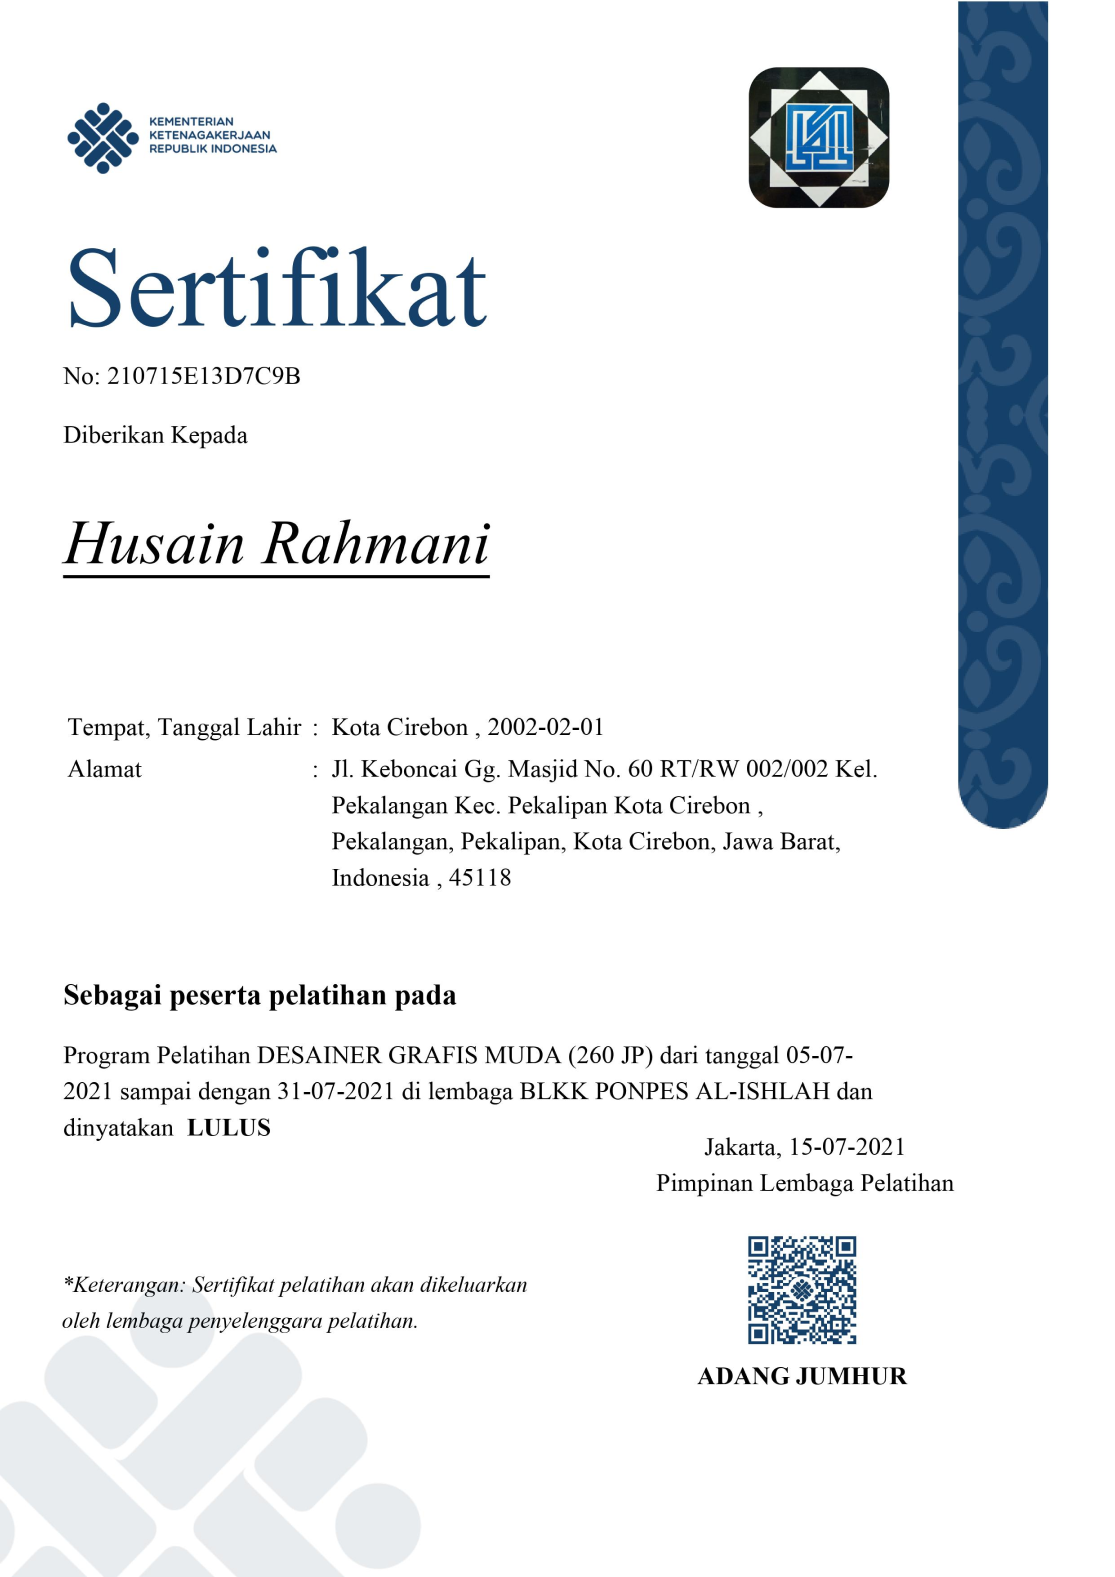 KEMENTERIAN
KETENAGAKERJAAN
REPUBLIK INDONESIA
Sertifikat
No: 210715E13D7C9B
Diberikan Kepada
Husain Rahmani
Tempat, Tanggal Lahir : Kota Cirebon , 2002-02-01
Alamat : Jl. Keboncai Gg. Masjid No. 60 RT/RW 002/002 Kel.
Pekalangan Kec. Pekalipan Kota Cirebon ,
Pekalangan, Pekalipan, Kota Cirebon, Jawa Barat,
Indonesia , 45118
Sebagai peserta pelatihan pada
Program Pelatihan DESAINER GRAFIS MUDA (260 JP) dari tanggal 05-07-
2021 sampai dengan 31-07-2021 di lembaga BLKK PONPES AL-ISHLAH dan
dinyatakan LULUS
Jakarta, 15-07-2021
Pimpinan Lembaga Pelatihan
*Keterangan: Sertifikat pelatihan akan dikeluarkan
oleh lembaga penyelenggara pelatihan.
ADANG JUMHUR